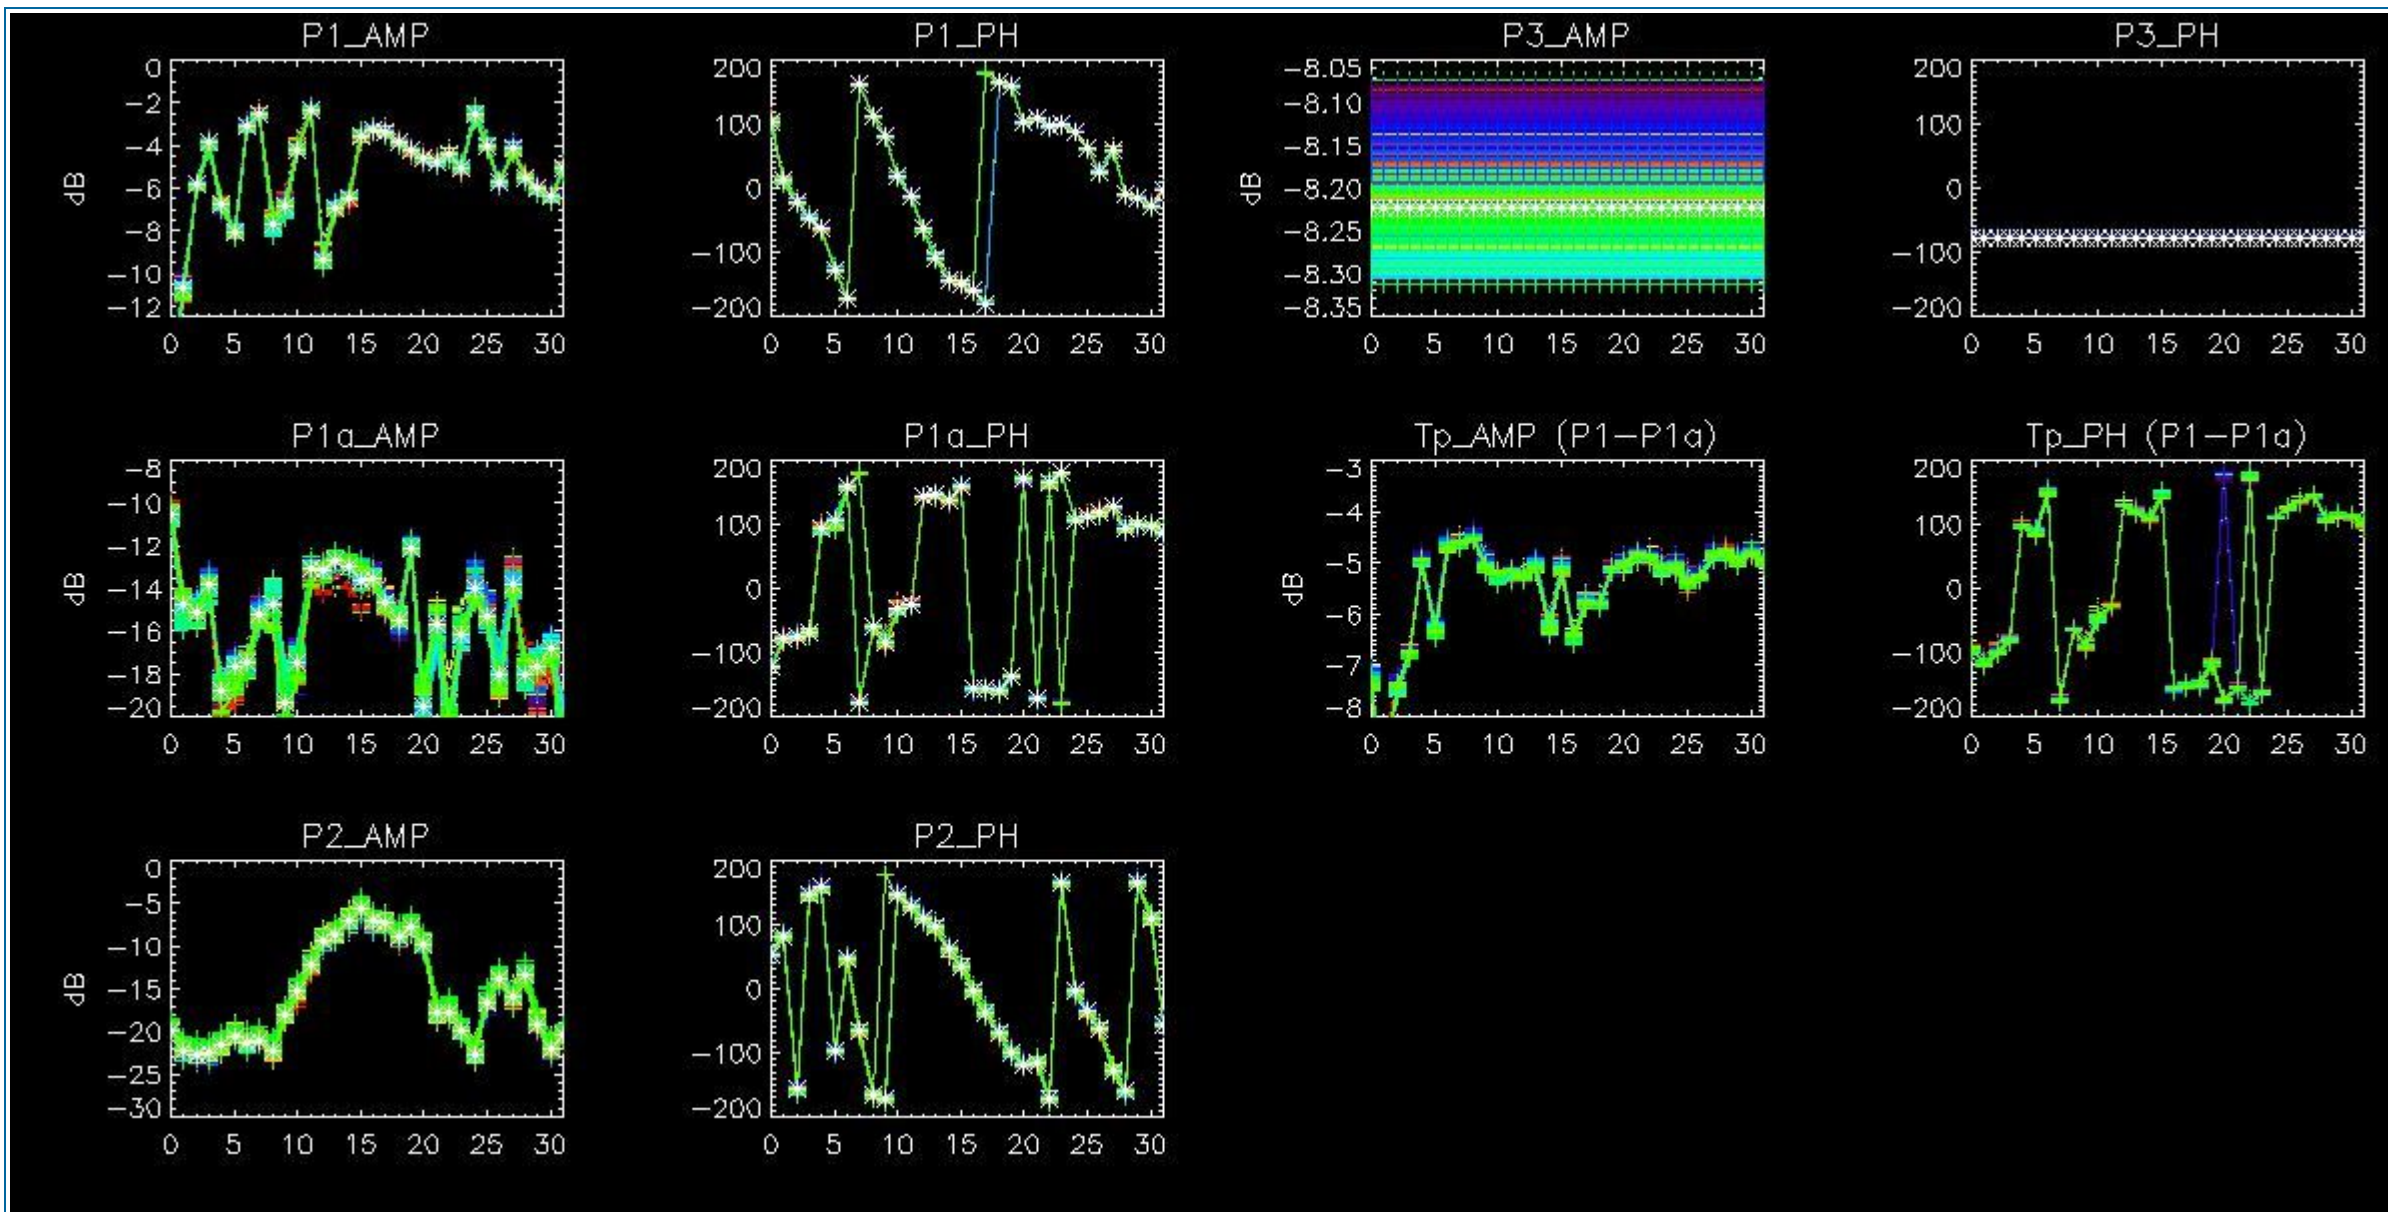 P1_AMP
0
−2
−4
−6
−8
−10
−12
dB
0 5 10 15 20 25 30
P1_PH
200
100
0
−100
−200
0 5 10 15 20 25 30
P3_AMP
−8.05
−8.10
−8.15
−8.20
−8.25
−8.30
−8.35
dB
0 5 10 15 20 25 30
P3_PH
200
100
0
−100
−200
0 5 10 15 20 25 30
P1a_AMP
−8
−10
−12
−14
−16
−18
−20
dB
0 5 10 15 20 25 30
P1a_PH
200
100
0
−100
−200
0 5 10 15 20 25 30
Tp_AMP (P1−P1a)
−3
−4
−5
−6
−7
−8
dB
0 5 10 15 20 25 30
Tp_PH (P1−P1a)
200
100
0
−100
−200
0 5 10 15 20 25 30
P2_AMP
0
−5
−10
−15
−20
−25
−30
dB
0 5 10 15 20 25 30
P2_PH
200
100
0
−100
−200
0 5 10 15 20 25 30